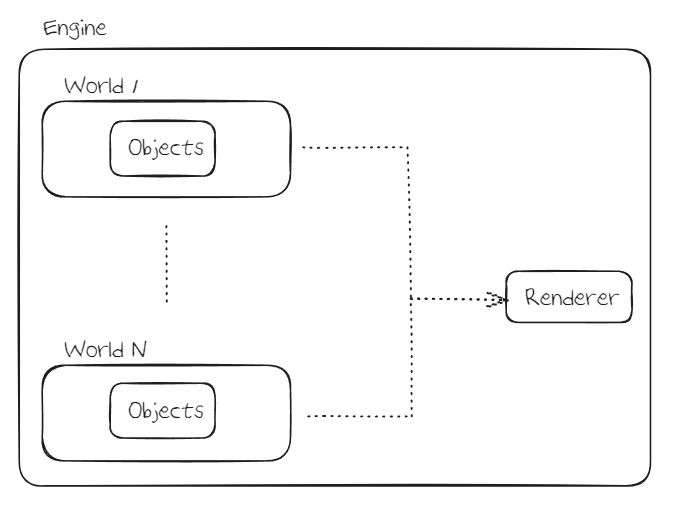 Engine
World 1
Objects
Renderer
World N
Objects